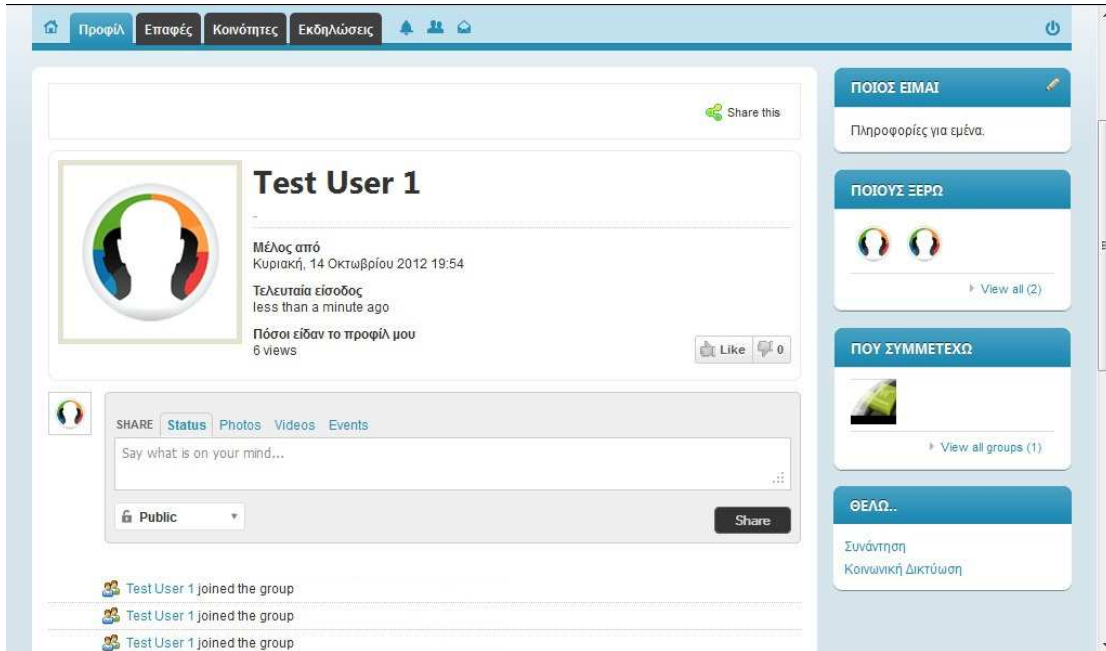 Προφίλ Επαφές Κοινότητες Εκδηλώσεις
Share this
Test User 1
-
Μέλος από
Κυριακή, 14 Οκτωβρίου 2012 19:54
Τελευταία είσοδος
less than a minute ago
Πόσοι είδαν το προφίλ μου
6 views
Like 0
SHARE Status Photos Videos Events
Say what is on your mind...
Public
Share
Test User 1 joined the group
Test User 1 joined the group
Test User 1 joined the group
ΠΟΙΟΣ ΕΙΜΑΙ
Πληροφορίες για εμένα.
ΠΟΙΟΥΣ ΞΕΡΩ
View all (2)
ΠΟΥ ΣΥΜΜΕΤΕΧΩ
View all groups (1)
ΘΕΛΩ..
Συνάντηση
Κοινωνική Δικτύωση